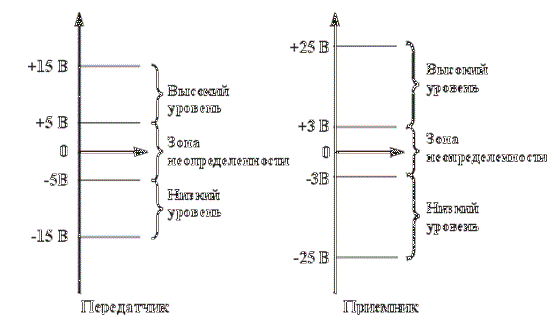 +15 В
Высокий
уровень
+5 В
Зона
0
неопределенности
-5В
Низкий
уровень
-15 В
Передатчик
+25 В
Высокий
уровень
+3 В
Зона
0
неопределенности
-3В
Низкий
уровень
-25 В
Приемник